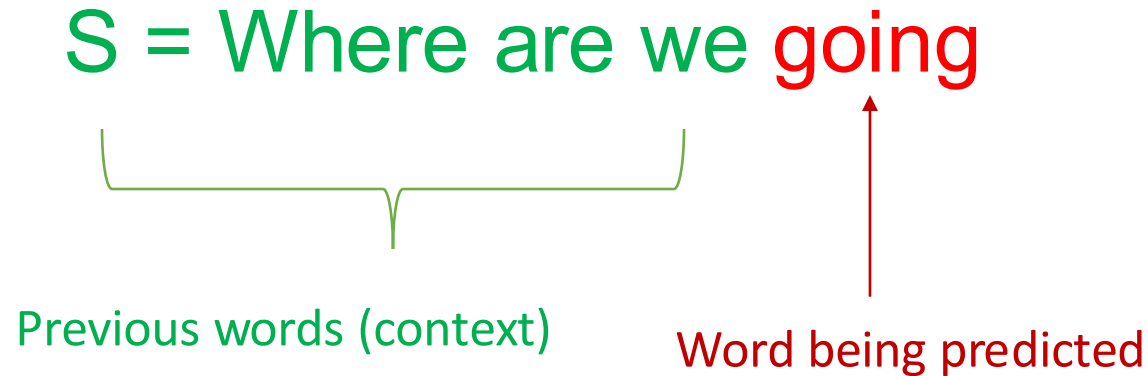 S = Where are we going
Previous words (context)
Word being predicted